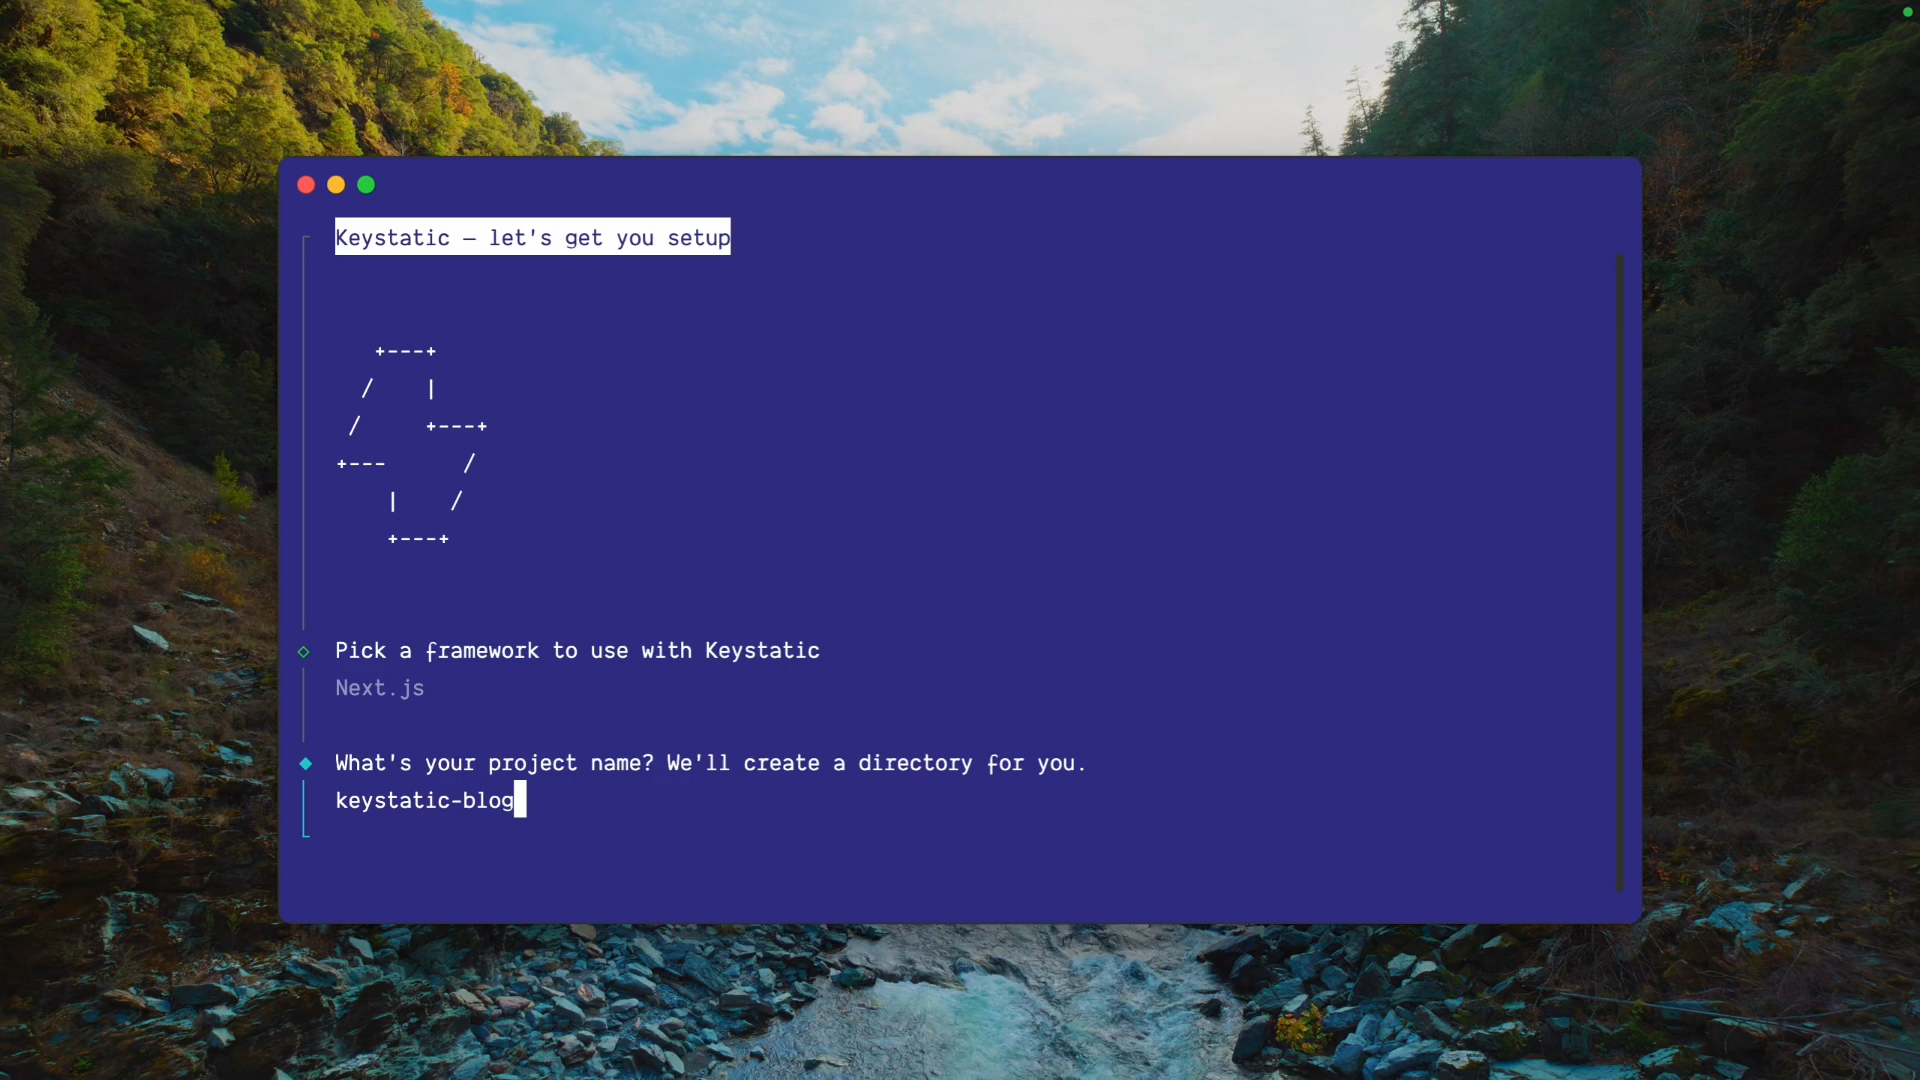 Keystatic — let's get you setup
+----+
/    |
/     +----+
+---      /
|    /
+----+
Pick a framework to use with Keystatic
Next.js
What's your project name? We'll create a directory for you.
keystatic-blog